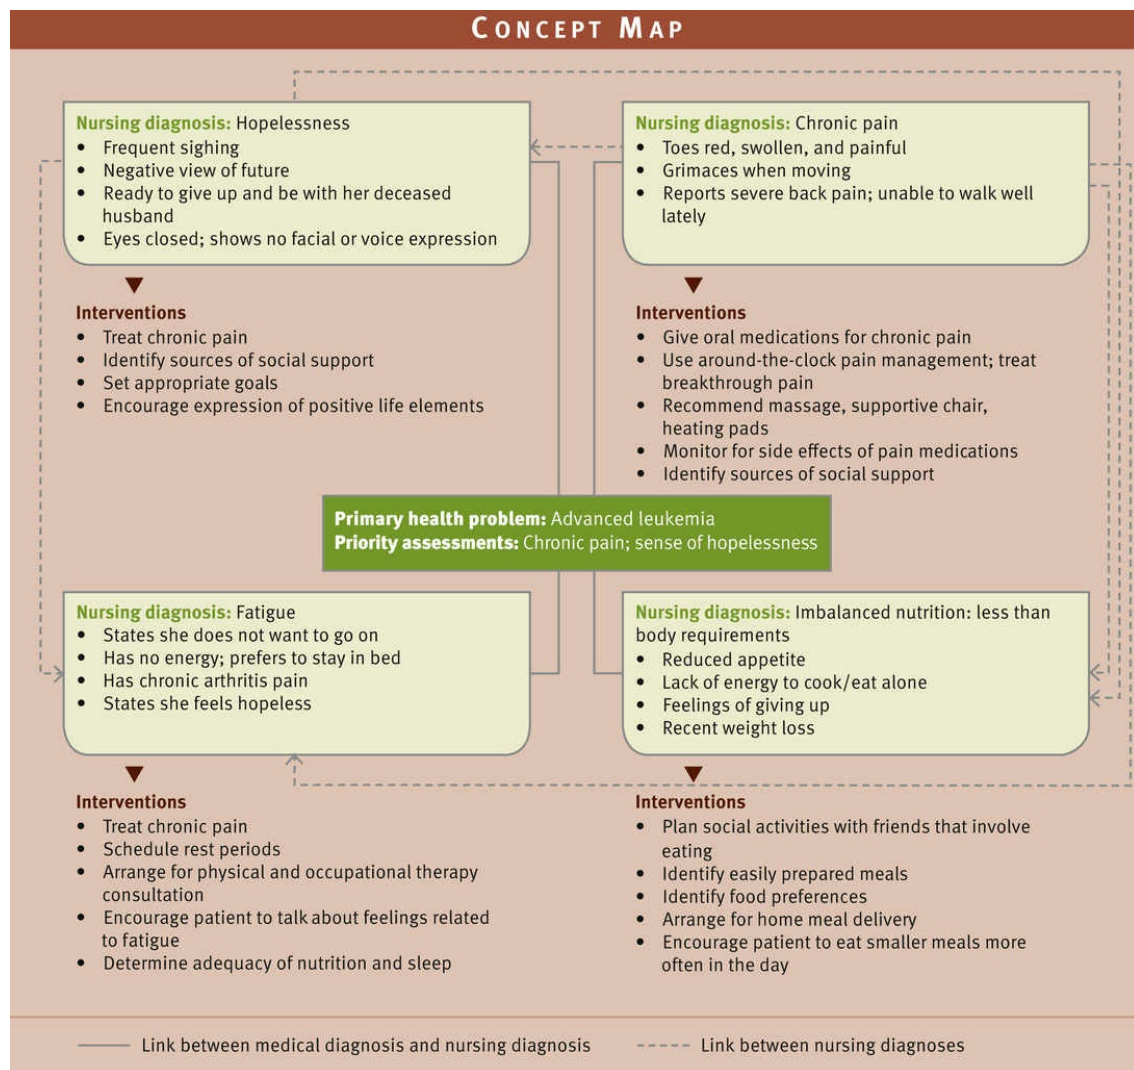 CONCEPT MAP
Nursing diagnosis: Hopelessness
• Frequent sighing
• Negative view of future
• Ready to give up and be with her deceased
husband
• Eyes closed; shows no facial or voice expression
Interventions
• Treat chronic pain
• Identify sources of social support
• Set appropriate goals
• Encourage expression of positive life elements
Nursing diagnosis: Chronic pain
• Toes red, swollen, and painful
• Grimaces when moving
• Reports severe back pain; unable to walk well
lately
Interventions
• Give oral medications for chronic pain
• Use around-the-clock pain management; treat
breakthrough pain
• Recommend massage, supportive chair,
heating pads
• Monitor for side effects of pain medications
• Identify sources of social support
Primary health problem: Advanced leukemia
Priority assessments: Chronic pain; sense of hopelessness
Nursing diagnosis: Fatigue
• States she does not want to go on
• Has no energy; prefers to stay in bed
• Has chronic arthritis pain
• States she feels hopeless
Interventions
• Treat chronic pain
• Schedule rest periods
• Arrange for physical and occupational therapy
consultation
• Encourage patient to talk about feelings related
to fatigue
• Determine adequacy of nutrition and sleep
Nursing diagnosis: Imbalanced nutrition: less than
body requirements
• Reduced appetite
• Lack of energy to cook/eat alone
• Feelings of giving up
• Recent weight loss
Interventions
• Plan social activities with friends that involve
eating
• Identify easily prepared meals
• Identify food preferences
• Arrange for home meal delivery
• Encourage patient to eat smaller meals more
often in the day
Link between medical diagnosis and nursing diagnosis
Link between nursing diagnoses